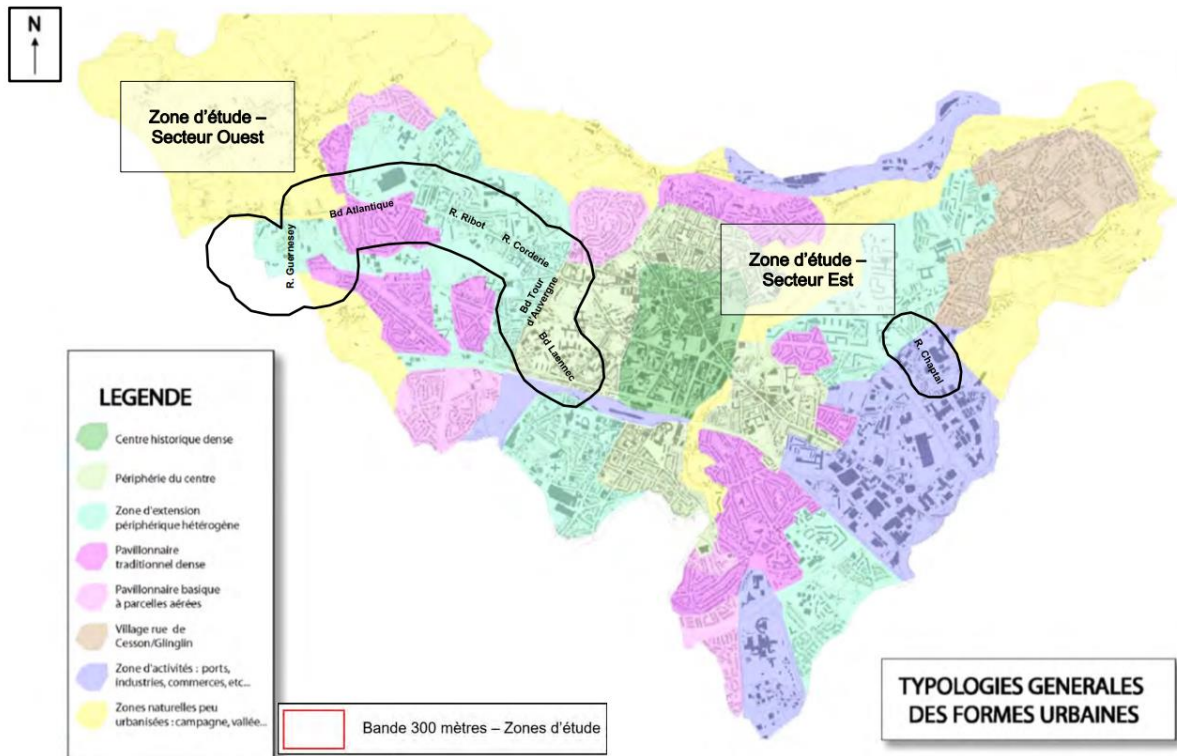 N
Zone d'étude –
Secteur Ouest
Bd Atlantique
R. Guernesey
R. Ribot
R. Corderie
Bd Tour
d'Auvergne
Bd Laennec
Zone d'étude –
Secteur Est
R. Chaptal
LEGENDE
Centre historique dense
Périphérie du centre
Zone d'extension
périphérique hétérogène
Pavillonnaire
traditionnel dense
Pavillonnaire basique
à parcelles aérées
Village rue de
Cesson/Glinglin
Zone d'activités : ports,
industries, commerces, etc...
Zones naturelles peu
urbanisées : campagne, vallée...
Bande 300 mètres – Zones d'étude
TYPOLOGIES GENERALES
DES FORMES URBAINES